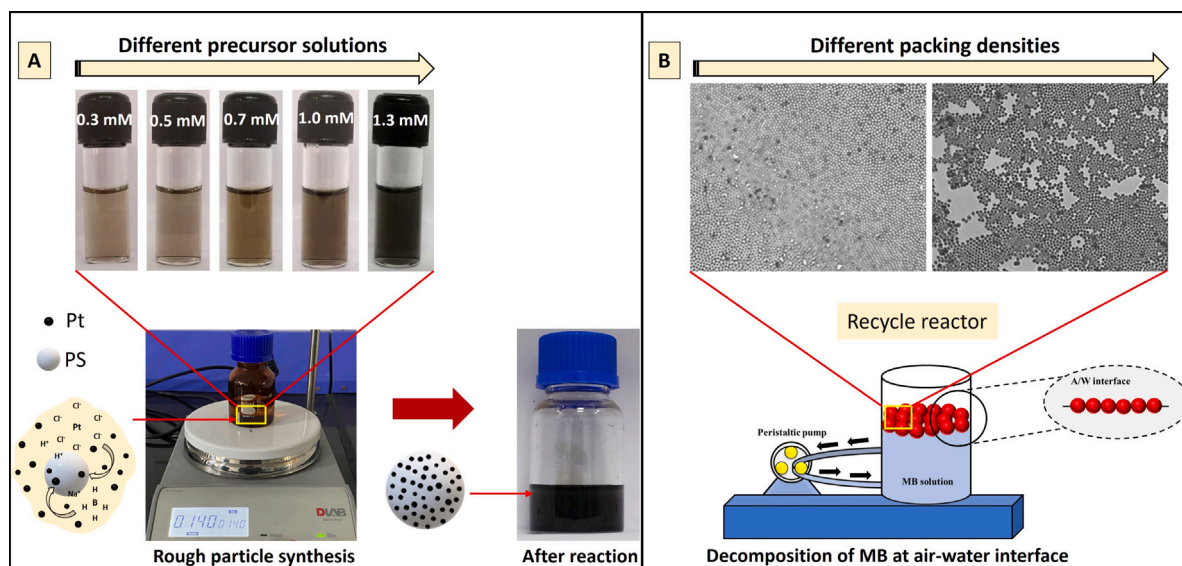 A
Different precursor solutions
0.3 mM
0.5 mM
0.7 mM
1.0 mM
1.3 mM
Pt
PS
Cl-
Cl-
Cl-
Pt
Cl-
H+
Cl-
Cl-
H+
Na+
H
H B H
H
01400140
DLAB
Rough particle synthesis
After reaction
B
Different packing densities
Recycle reactor
A/W interface
Peristaltic pump
MB solution
Decomposition of MB at air-water interface